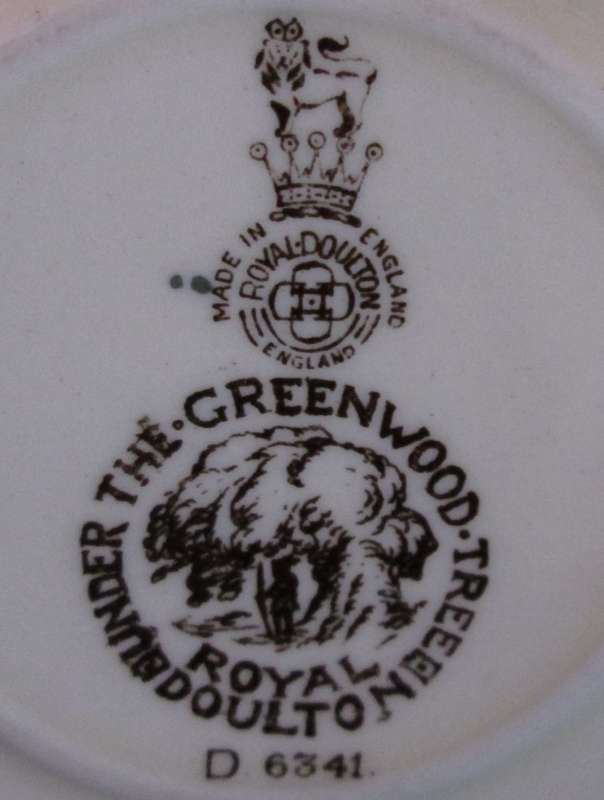 MADE IN ENGLAND
ROYAL·DOULTON
ENGLAND
UNDER THE·GREENWOOD·TREE
ROYAL
DOULTON
D 6341.